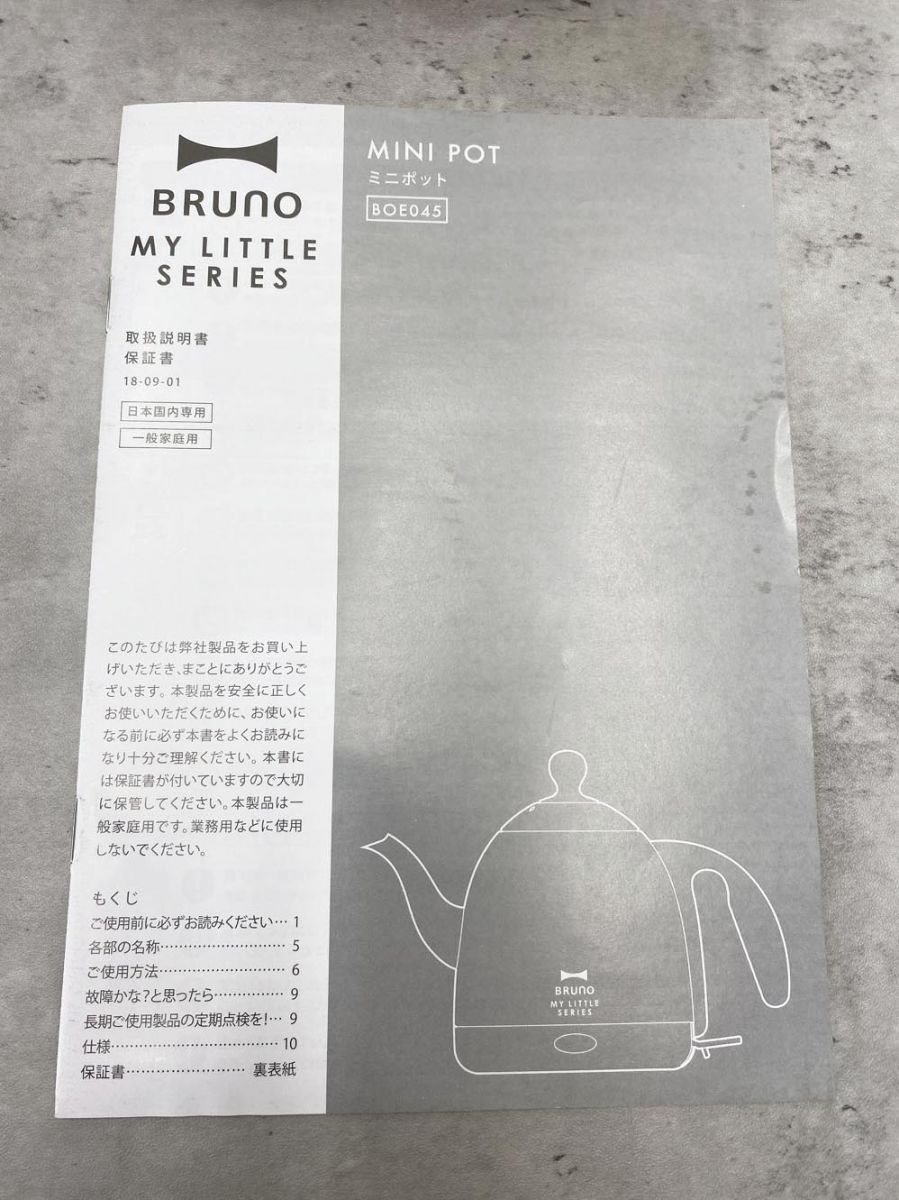 BRUNO
MY LITTLE
SERIES
取扱説明書
保証書
18-09-01
日本国内専用
一般家庭用
このたびは弊社製品をお買い上
げいただき、まことにありがとうご
ざいます。本製品を安全に正しく
お使いいただくために、お使いに
なる前に必ず本書をよくお読みに
なり十分ご理解ください。本書に
は保証書が付いていますので大切
に保管してください。本製品は一
般家庭用です。業務用などに使用
しないでください。
もくじ
ご使用前に必ずお読みください… 1
各部の名称………………………… 5
ご使用方法………………………… 6
故障かな？と思ったら…………… 9
長期ご使用製品の定期点検を！… 9
仕様………………………………… 10
保証書…………………… 裏表紙
MINI POT
ミニポット
BOE045
BRUNO
MY LITTLE
SERIES